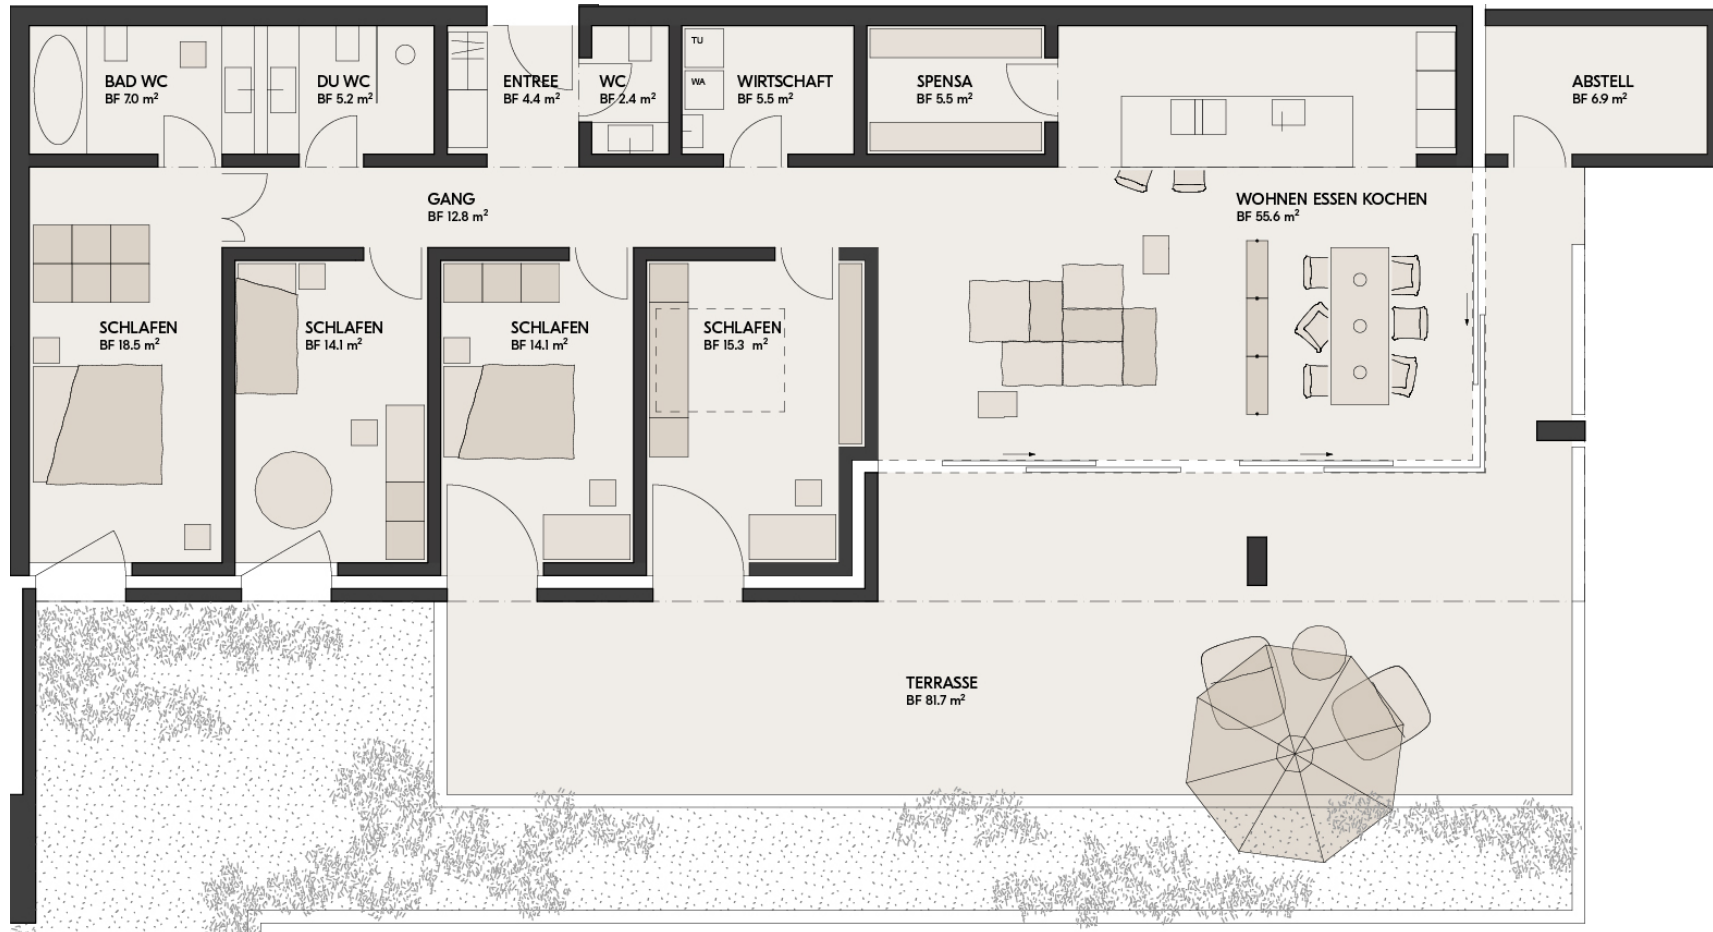 BAD WC
BF 7.0 m²
DU WC
BF 5.2 m²
ENTREE
BF 4.4 m²
WC
BF 2.4 m²
TU
WA
WIRTSCHAFT
BF 5.5 m²
SPENSA
BF 5.5 m²
ABSTELL
BF 6.9 m²
GANG
BF 12.8 m²
WOHNEN ESSEN KOCHEN
BF 55.6 m²
SCHLAFEN
BF 18.5 m²
SCHLAFEN
BF 14.1 m²
SCHLAFEN
BF 14.1 m²
SCHLAFEN
BF 15.3 m²
TERRASSE
BF 81.7 m²